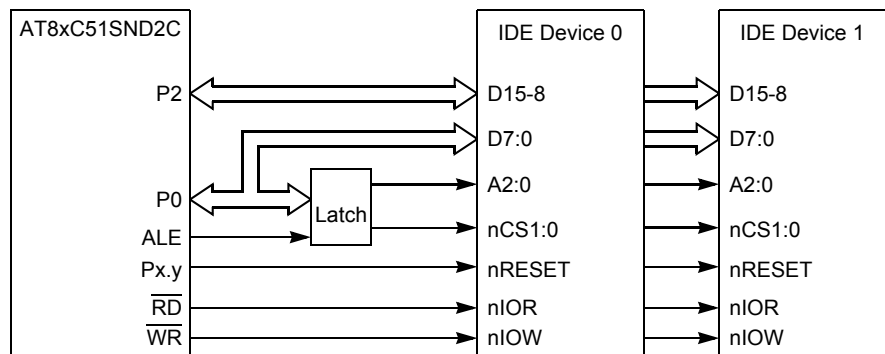 AT8xC51SND2C
P2
P0
ALE
Px.y
RD
WR
Latch
IDE Device 0
D15-8
D7:0
A2:0
nCS1:0
nRESET
nIOR
nIOW
IDE Device 1
D15-8
D7:0
A2:0
nCS1:0
nRESET
nIOR
nIOW